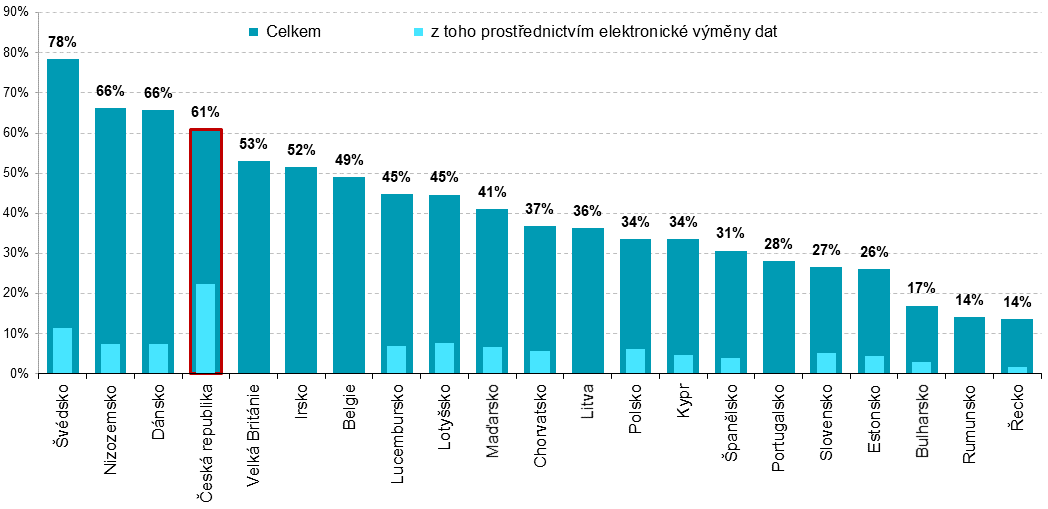 90%
80%
70%
60%
50%
40%
30%
20%
10%
0%
Celkem
z toho prostřednictvím elektronické výměny dat
78%
66%
66%
61%
53%
52%
49%
45%
45%
41%
37%
36%
34%
34%
31%
28%
27%
26%
17%
14%
14%
Švédsko
Nizozemsko
Dánsko
Česká republika
Velká Británie
Irsko
Belgie
Lucembursko
Lotyšsko
Maďarsko
Chorvatsko
Litva
Polsko
Kypr
Španělsko
Portugalsko
Slovensko
Estonsko
Bulharsko
Rumunsko
Řecko